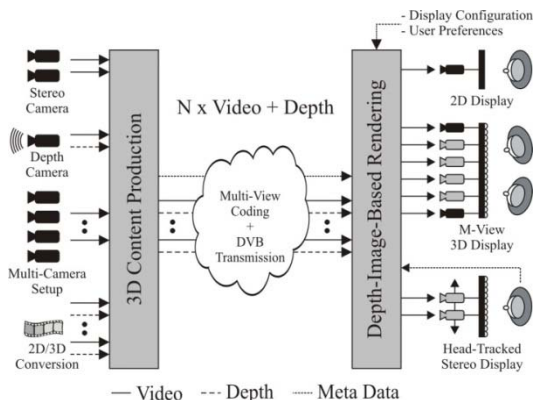 - Display Configuration
- User Preferences
Stereo
Camera
Depth
Camera
Multi-Camera
Setup
2D/3D
Conversion
3D Content Production
N x Video + Depth
Multi-View
Coding
+
DVB
Transmission
Depth-Image-Based Rendering
2D Display
M-View
3D Display
Head-Tracked
Stereo Display
Video
Depth
Meta Data